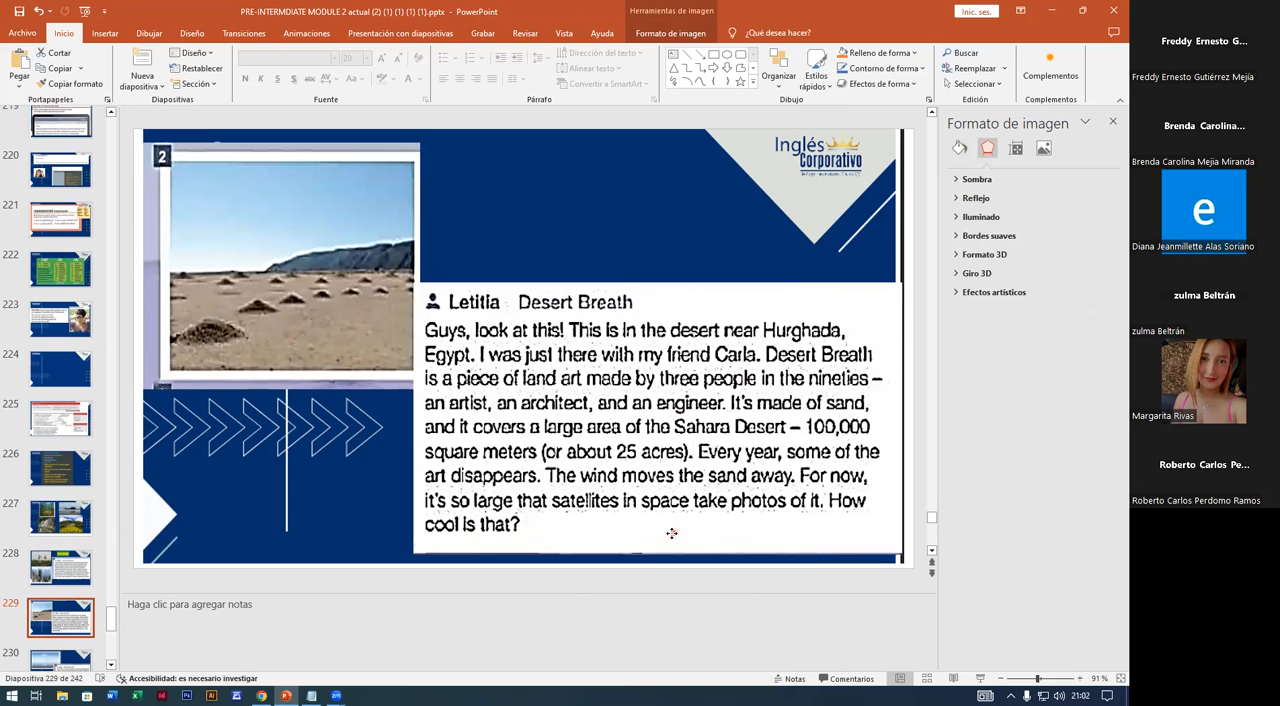 PRE-INTERMDIATE MODULE 2 actual (2) (1) (1) (1).pptx - PowerPoint
Herramientas de imagen
Inic. ses.
Archivo
Inicio
Insertar
Dibujar
Diseño
Transiciones
Animaciones
Presentación con diapositivas
Grabar
Revisar
Vista
Ayuda
Formato de imagen
¿Qué desea hacer?
Pegar
Cortar
Copiar
Copiar formato
Portapapeles
Nueva
diapositiva
Diseño
Restablecer
Sección
Diapositivas
20
N K S S abc AV Aa A
Fuente
Dirección del texto
Alinear texto
Convertir a SmartArt
Párrafo
Organizar
Estilos
rápidos
Relleno de forma
Contorno de forma
Efectos de forma
Dibujo
Buscar
Reemplazar
Seleccionar
Edición
Complementos
Complementos
219
220
221
222
223
224
225
226
227
228
229
230
2
Inglés
Corporativo
Letitia Desert Breath
Guys, look at this! This is in the desert near Hurghada,
Egypt. I was just there with my friend Carla. Desert Breath
is a piece of land art made by three people in the nineties –
an artist, an architect, and an engineer. It's made of sand,
and it covers a large area of the Sahara Desert – 100,000
square meters (or about 25 acres). Every year, some of the
art disappears. The wind moves the sand away. For now,
it's so large that satellites in space take photos of it. How
cool is that?
Haga clic para agregar notas
Formato de imagen
Sombra
Reflejo
Iluminado
Bordes suaves
Formato 3D
Giro 3D
Efectos artísticos
Freddy Ernesto G...
Freddy Ernesto Gutiérrez Mejía
Brenda Carolina...
Brenda Carolina Mejia Miranda
e
Diana Jeanmillette Alas Soriano
zulma Beltrán
zulma Beltrán
Margarita Rivas
Roberto Carlos Pe...
Roberto Carlos Perdomo Ramos
Diapositiva 229 de 242
Accesibilidad: es necesario investigar
Notas
Comentarios
91 %
21:02